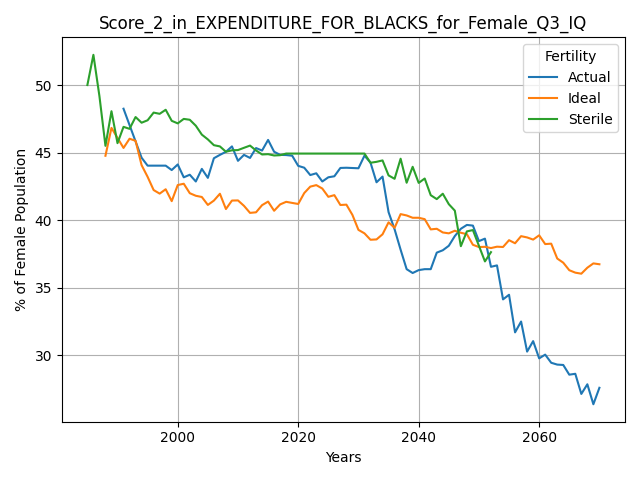 Score_2_in_EXPENDITURE_FOR_BLACKS_for_Female_Q3_IQ
Fertility
Actual
Ideal
Sterile
50
45
40
35
30
% of Female Population
2000
2020
2040
2060
Years